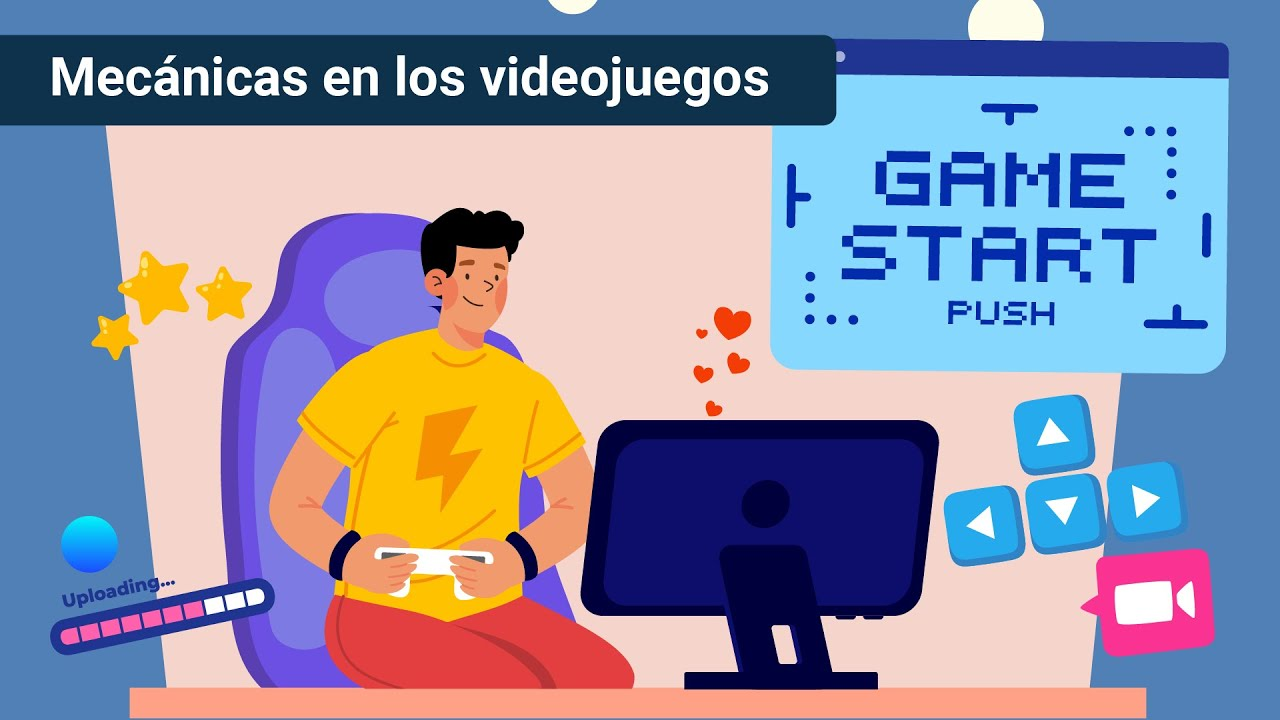 Mecánicas en los videojuegos
GAME
START
PUSH
Uploading...